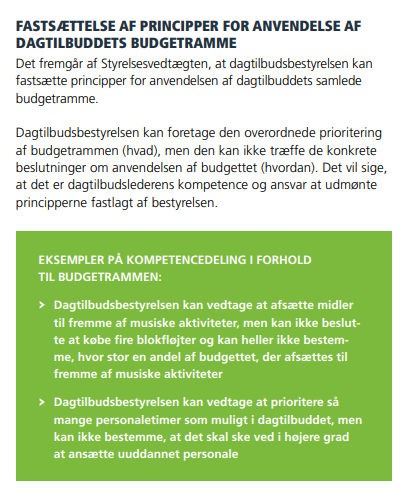 FASTSÆTTELSE AF PRINCIPPER FOR ANVENDELSE AF
DAGTILBUDDETS BUDGETRAMME
Det fremgår af Styrelsesvedtægten, at dagtilbudsbestyrelsen kan
fastsætte principper for anvendelsen af dagtilbuddets samlede
budgetramme.
Dagtilbudsbestyrelsen kan foretage den overordnede prioritering
af budgetrammen (hvad), men den kan ikke træffe de konkrete
beslutninger om anvendelsen af budgettet (hvordan). Det vil sige,
at det er dagtilbudslederens kompetence og ansvar at udmønte
principperne fastlagt af bestyrelsen.
EKSEMPLER PÅ KOMPETENCEDELING I FORHOLD
TIL BUDGETRAMMEN:
> Dagtilbudsbestyrelsen kan vedtage at afsætte midler
til fremme af musiske aktiviteter, men kan ikke beslut-
te at købe fire blokfløjter og kan heller ikke bestem-
me, hvor stor en andel af budgettet, der afsættes til
fremme af musiske aktiviteter
> Dagtilbudsbestyrelsen kan vedtage at prioritere så
mange personaletimer som muligt i dagtilbuddet, men
kan ikke bestemme, at det skal ske ved i højere grad
at ansætte uuddannet personale